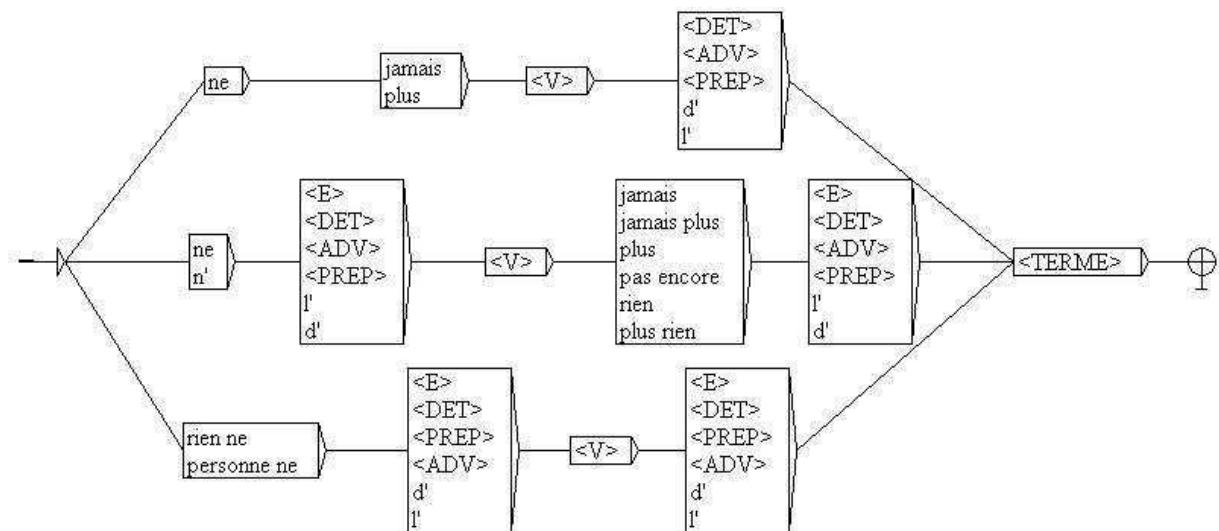 ne
jamais
plus
<V>
<DET>
<ADV>
<PREP>
d'
l'
ne
n'
<E>
<DET>
<ADV>
<PREP>
l'
d'
<V>
jamais
jamais plus
plus
pas encore
rien
plus rien
<E>
<DET>
<ADV>
<PREP>
l'
d'
<TERME>
rien ne
personne ne
<E>
<DET>
<PREP>
<ADV>
d'
l'
<V>
<E>
<DET>
<PREP>
<ADV>
d'
l'